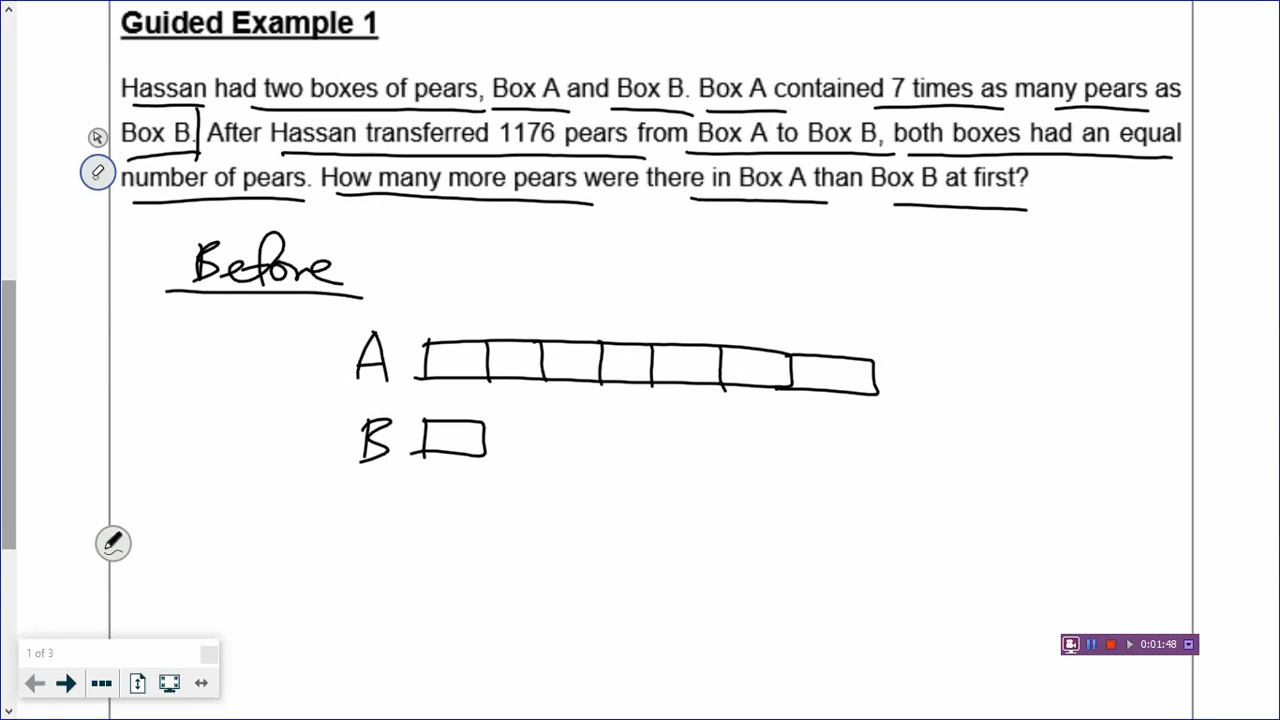 Guided Example 1
Hassan had two boxes of pears, Box A and Box B. Box A contained 7 times as many pears as
Box B. After Hassan transferred 1176 pears from Box A to Box B, both boxes had an equal
number of pears. How many more pears were there in Box A than Box B at first?
Before
A
B
1 of 3
0:01:48